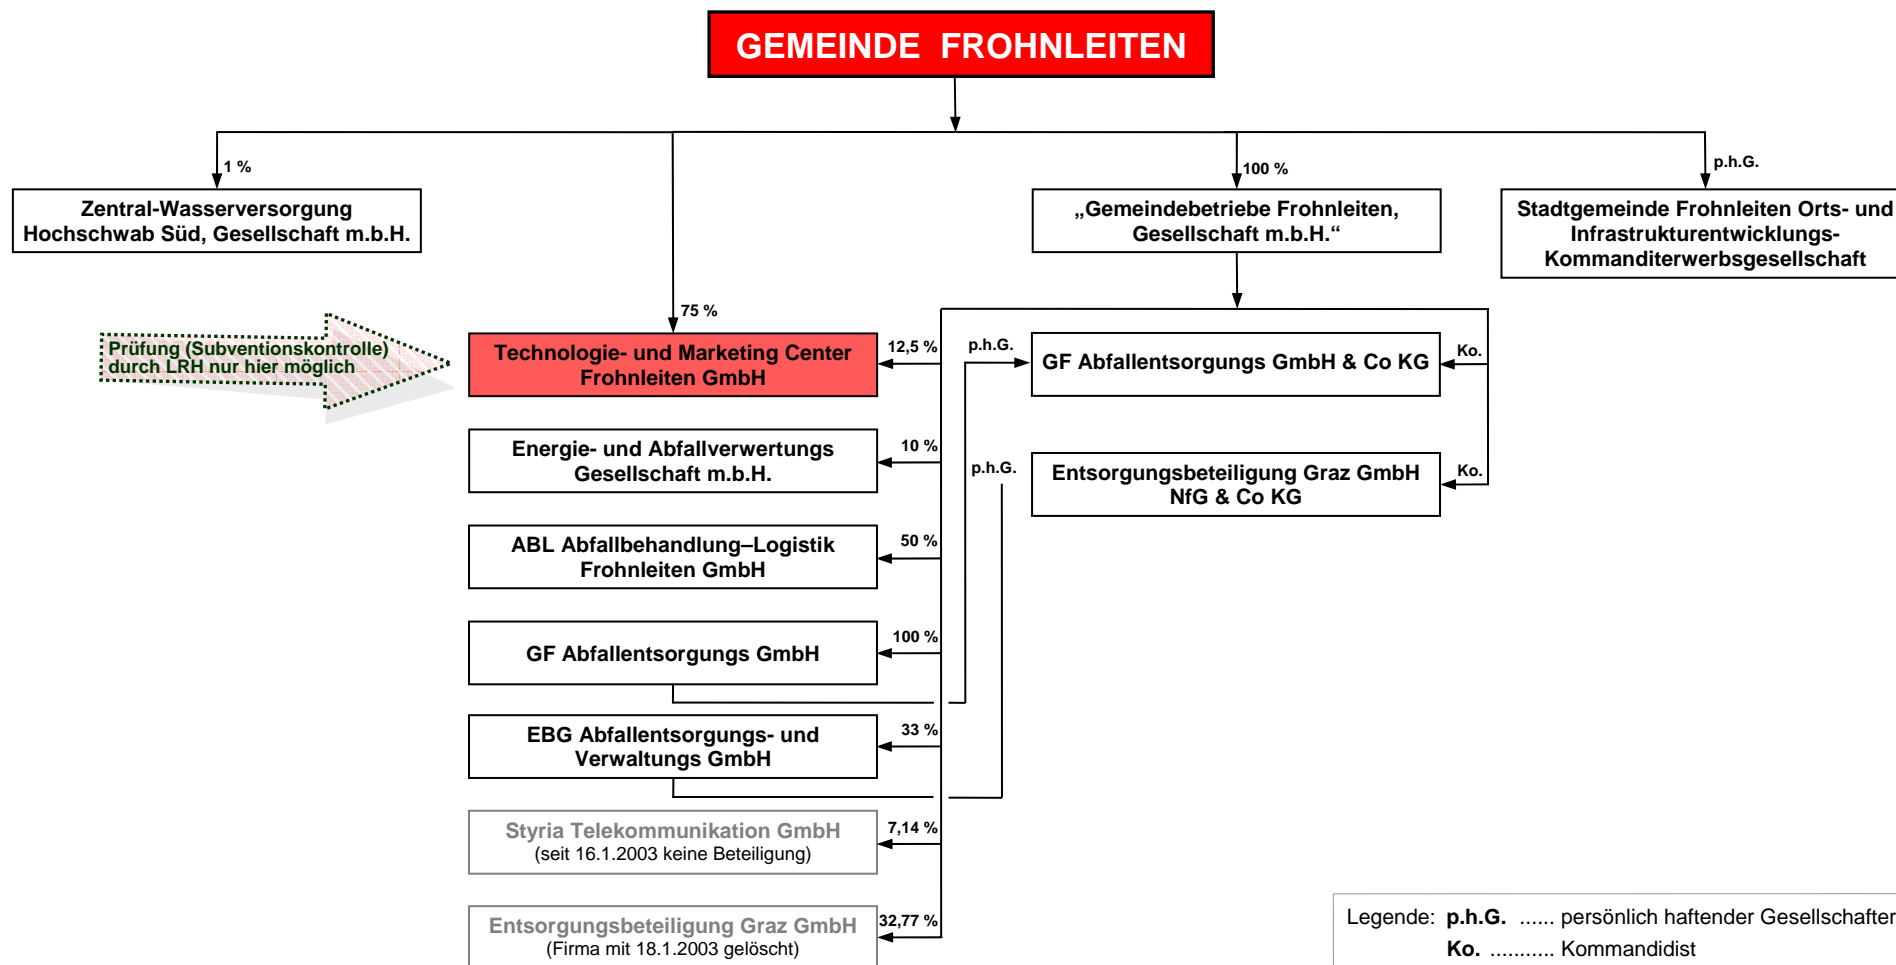 GEMEINDE FROHNLEITEN
1 %
100 %
p.h.G.
Zentral-Wasserversorgung
Hochschwab Süd, Gesellschaft m.b.H.
„Gemeindebetriebe Frohnleiten,
Gesellschaft m.b.H.“
Stadtgemeinde Frohnleiten Orts- und
Infrastrukturentwicklungs-
Kommanditerwerbsgesellschaft
75 %
Prüfung (Subventionskontrolle)
durch LRH nur hier möglich
Technologie- und Marketing Center
Frohnleiten GmbH
12,5 %
p.h.G.
GF Abfallentsorgungs GmbH & Co KG
Ko.
Energie- und Abfallverwertungs
Gesellschaft m.b.H.
10 %
p.h.G.
Entsorgungsbeteiligung Graz GmbH
NfG & Co KG
Ko.
ABL Abfallbehandlung–Logistik
Frohnleiten GmbH
50 %
GF Abfallentsorgungs GmbH
100 %
EBG Abfallentsorgungs- und
Verwaltungs GmbH
33 %
Styria Telekommunikation GmbH
(seit 16.1.2003 keine Beteiligung)
7,14 %
Entsorgungsbeteiligung Graz GmbH
(Firma mit 18.1.2003 gelöscht)
32,77 %
Legende: p.h.G. ...... persönlich haftender Gesellschafter
Ko. ........... Kommandidist